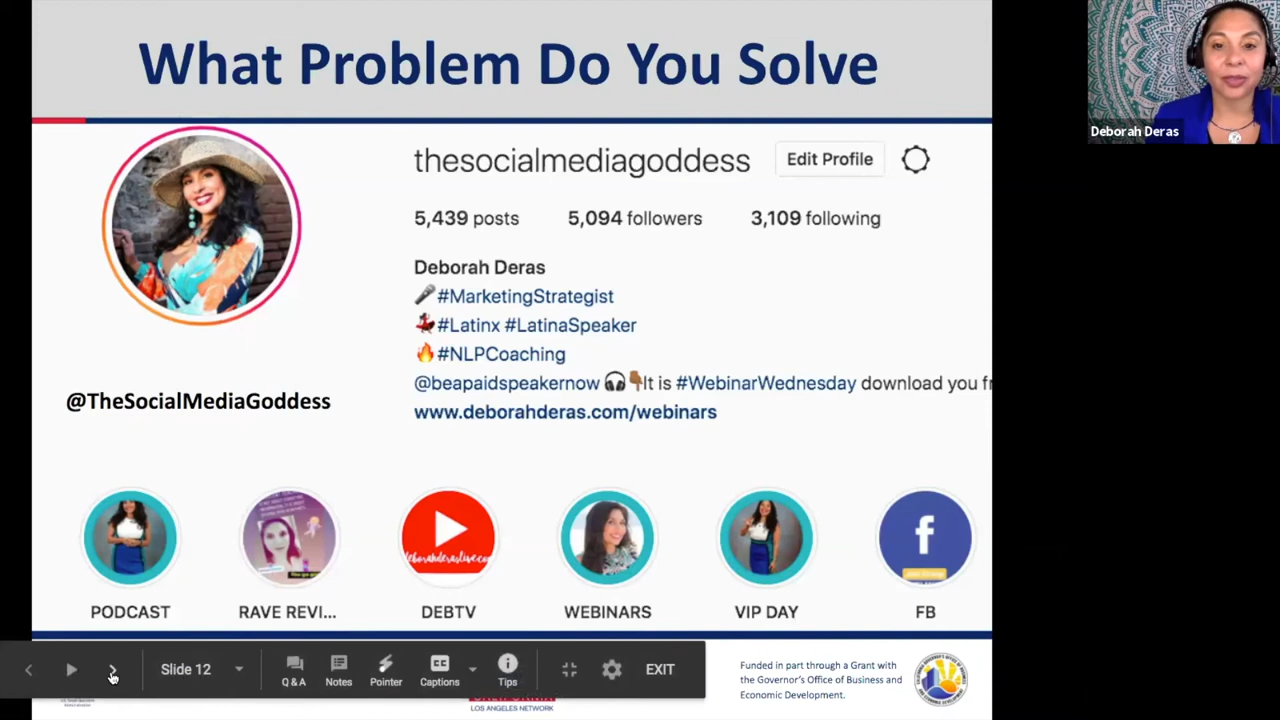 What Problem Do You Solve
Deborah Deras
thesocialmediagoddess Edit Profile
5,439 posts 5,094 followers 3,109 following
Deborah Deras
🎤#MarketingStrategist
💃#Latinx #LatinaSpeaker
🔥#NLPCoaching
@beapaidspeakernow 🎧👇🏾It is #WebinarWednesday download you fr
www.deborahderas.com/webinars
@TheSocialMediaGoddess
deborahderaslive.com
f
PODCAST RAVE REVI... DEBTV WEBINARS VIP DAY FB
Slide 12 Q & A Notes Pointer CC Captions Tips EXIT
LOS ANGELES NETWORK
Funded in part through a Grant with
the Governor's Office of Business and
Economic Development.